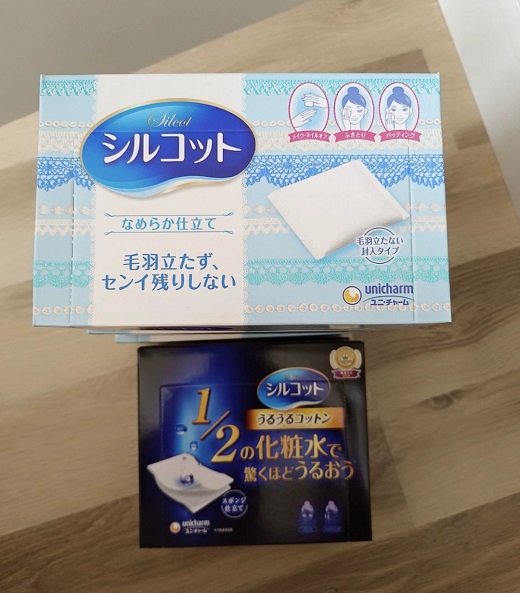 Silcot
シルコット
なめらか仕立て
毛羽立たず、
センイ残りしない
メイク・ネイルオフ
ふきとり
パッティング
毛羽立たない
封入タイプ
unicharm
ユニ・チャーム
シルコット
うるうるコットン
1/2の化粧水で
驚くほどうるおう
スポンジ
仕立て
unicharm
ユニ・チャーム